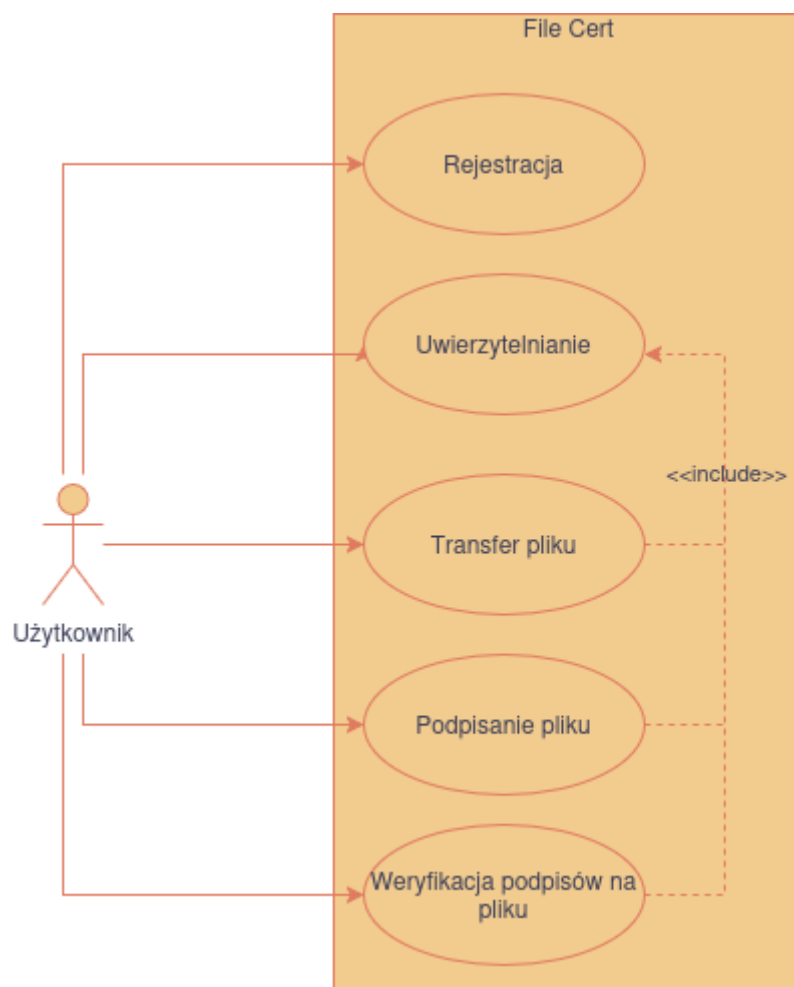 File Cert
Rejestracja
Uwierzytelnianie
<<include>>
Transfer pliku
Użytkownik
Podpisanie pliku
Weryfikacja podpisów na
pliku